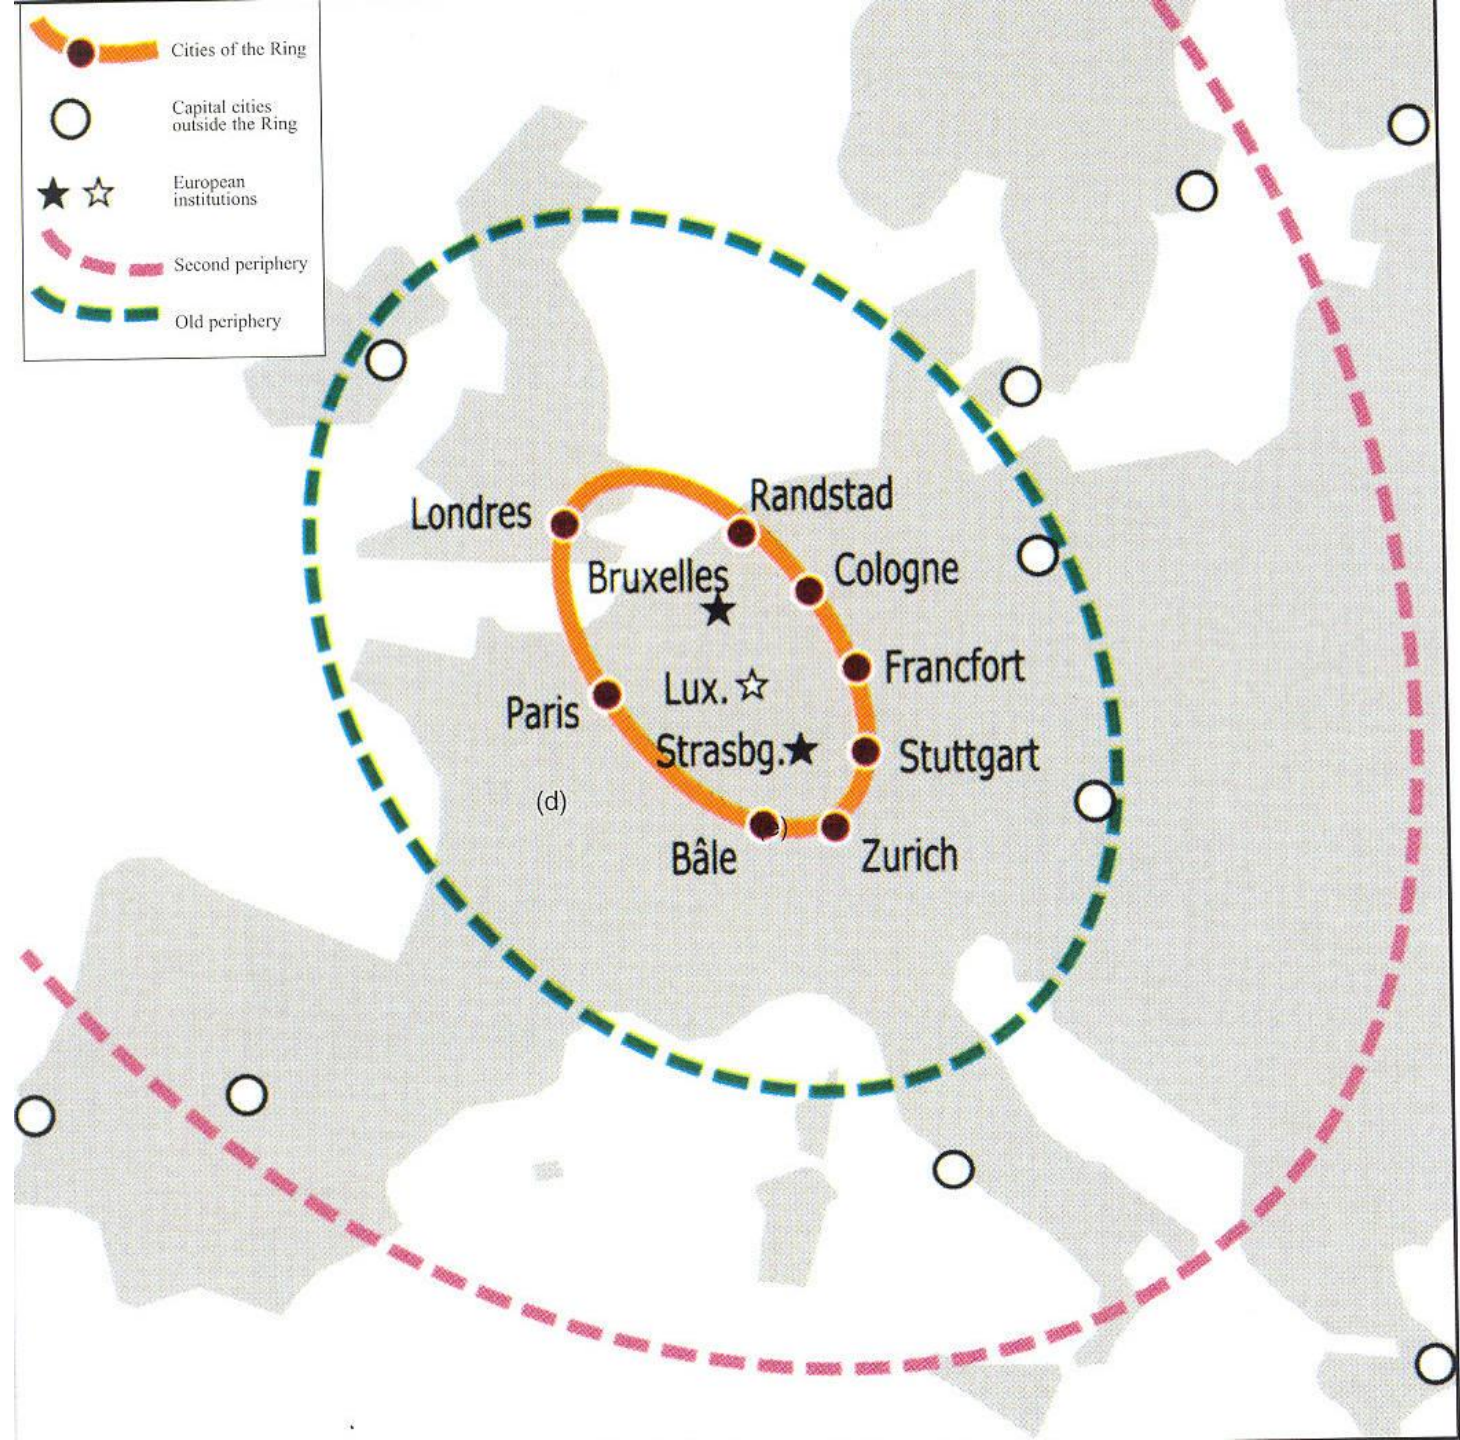 Cities of the Ring
Capital cities
outside the Ring
European
institutions
Second periphery
Old periphery
Londres
Randstad
Bruxelles
Cologne
Francfort
Lux.
Paris
Strasbg.
Stuttgart
(d)
Bâle
Zurich